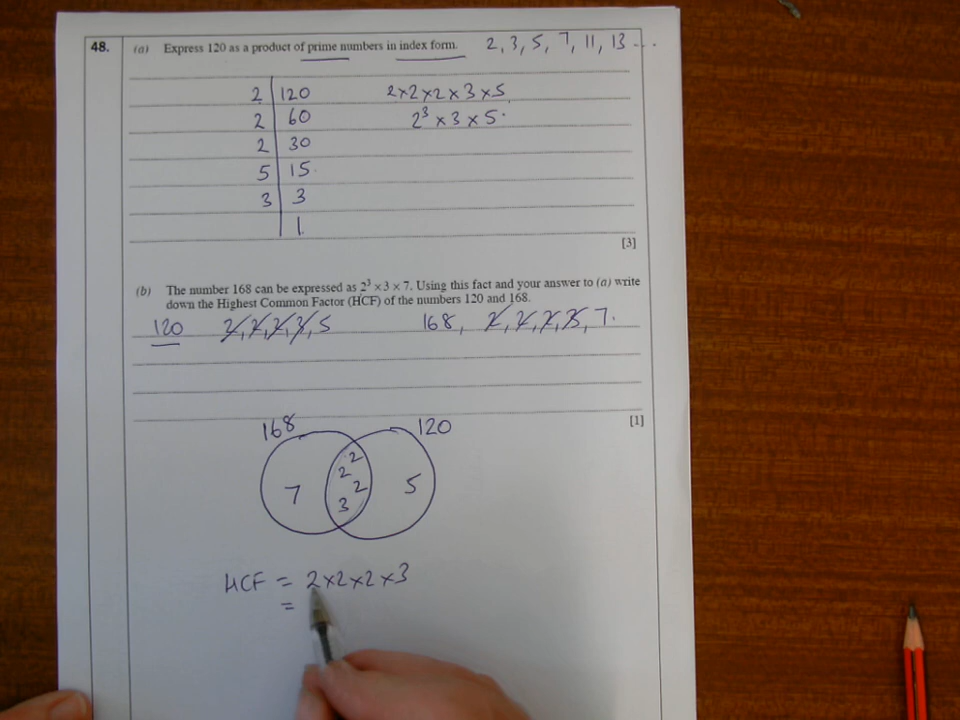 48. (a) Express 120 as a product of prime numbers in index form. 2, 3, 5, 7, 11, 13 ...
2 120 2×2×2×3×5
2 60 2³ × 3 × 5.
2 30
5 15
3 3
1
[3]
(b) The number 168 can be expressed as 2³ × 3 × 7. Using this fact and your answer to (a) write
down the Highest Common Factor (HCF) of the numbers 120 and 168.
120 2, 2, 2, 3, 5 168, 2, 2, 2, 3, 7.
[1]
168 120
2
2
7 2 5
3
HCF = 2×2×2×3
=